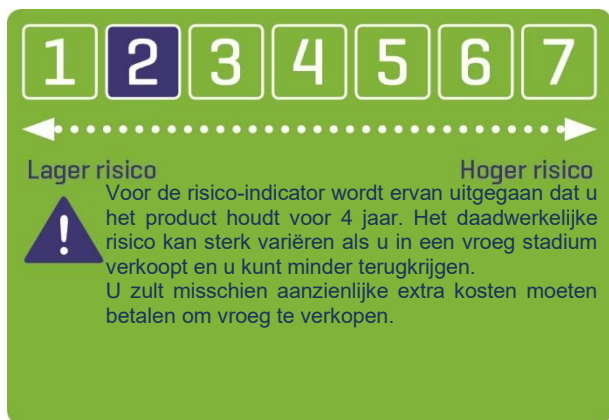 1 2 3 4 5 6 7
Lager risico Hoger risico
Voor de risico-indicator wordt ervan uitgegaan dat u
het product houdt voor 4 jaar. Het daadwerkelijke
risico kan sterk variëren als u in een vroeg stadium
verkoopt en u kunt minder terugkrijgen.
U zult misschien aanzienlijke extra kosten moeten
betalen om vroeg te verkopen.